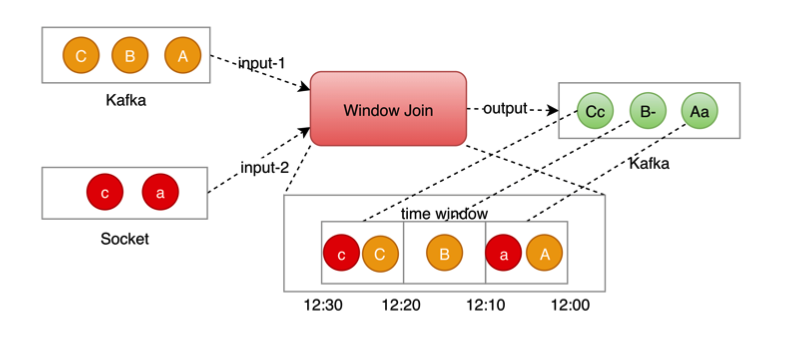 C B A
Kafka
input-1
Window Join
output
Cc B- Aa
Kafka
c a
Socket
input-2
time window
c C B a A
12:30 12:20 12:10 12:00